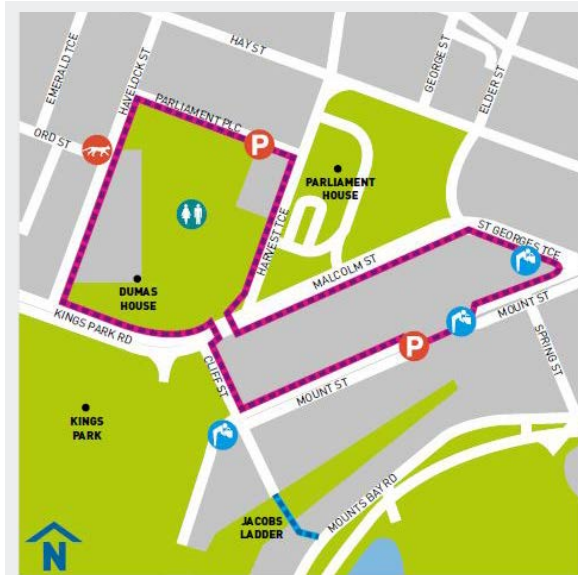 HAY ST
GEORGE ST
ELDER ST
EMERALD TCE
HAVELOCK ST
PARLIAMENT PLC
ORD ST
P
PARLIAMENT
HOUSE
HARVEST TCE
ST GEORGES TCE
MALCOLM ST
DUMAS
HOUSE
KINGS PARK RD
MOUNT ST
SPRING ST
P
CLIFF ST
MOUNT ST
KINGS
PARK
MOUNTS BAY RD
JACOBS
LADDER
N